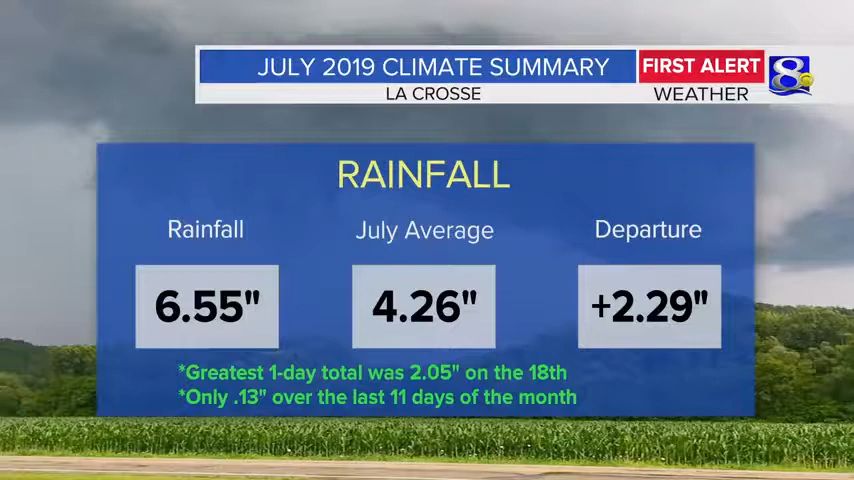 JULY 2019 CLIMATE SUMMARY
FIRST ALERT
8
LA CROSSE
WEATHER
RAINFALL
Rainfall July Average Departure
6.55" 4.26" +2.29"
*Greatest 1-day total was 2.05" on the 18th
*Only .13" over the last 11 days of the month